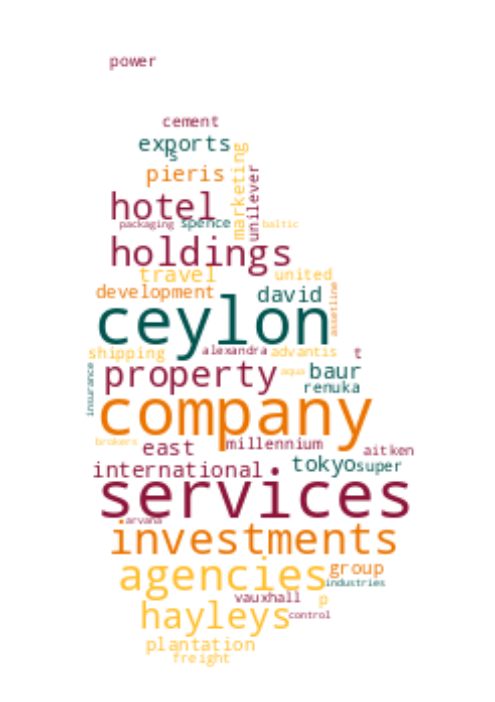 power
cement
exports
s
marketing
pieris
unilever
hotel
packaging spence baltic
holdings
travel united
development david assetline
ceylon
shipping alexandra advantis t
insurance property aqua baur
renuka
company
brokers east millennium aitken
international tokyo super
services
arvana
investments
agencies group
industries
vauxhall p
hayleys control
plantation
freight